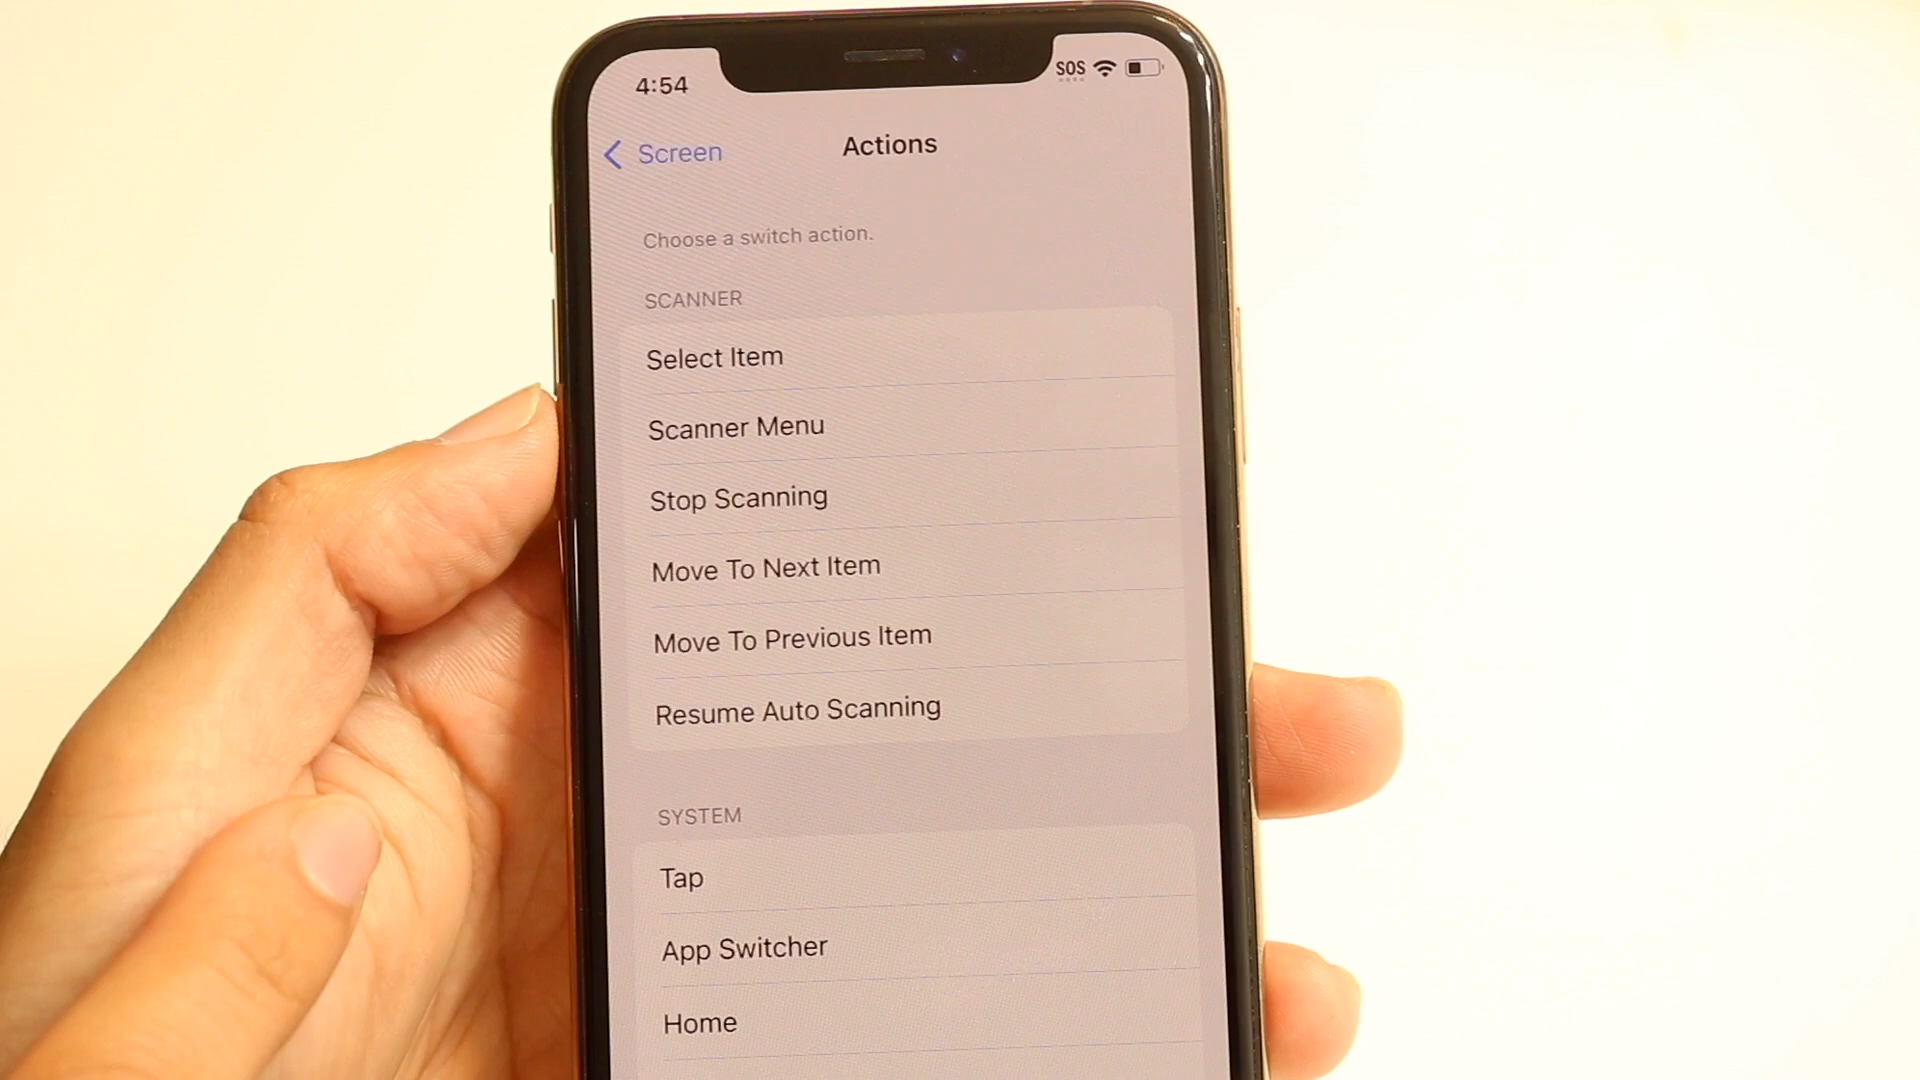 4:54
SOS
Screen
Actions
Choose a switch action.
SCANNER
Select Item
Scanner Menu
Stop Scanning
Move To Next Item
Move To Previous Item
Resume Auto Scanning
SYSTEM
Tap
App Switcher
Home